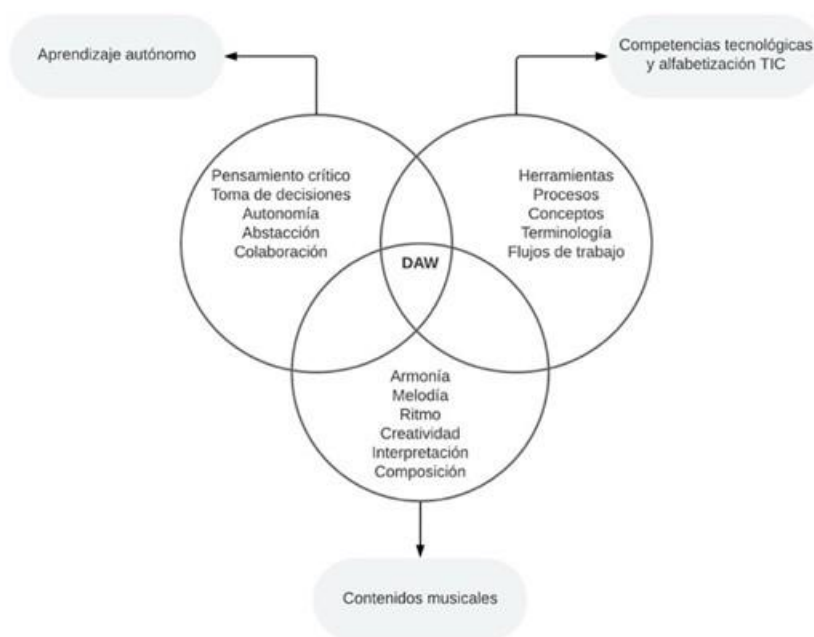 Aprendizaje autónomo
Competencias tecnológicas
y alfabetización TIC
Pensamiento crítico
Toma de decisiones
Autonomía
Abstacción
Colaboración
Herramientas
Procesos
Conceptos
Terminología
Flujos de trabajo
DAW
Armonía
Melodía
Ritmo
Creatividad
Interpretación
Composición
Contenidos musicales